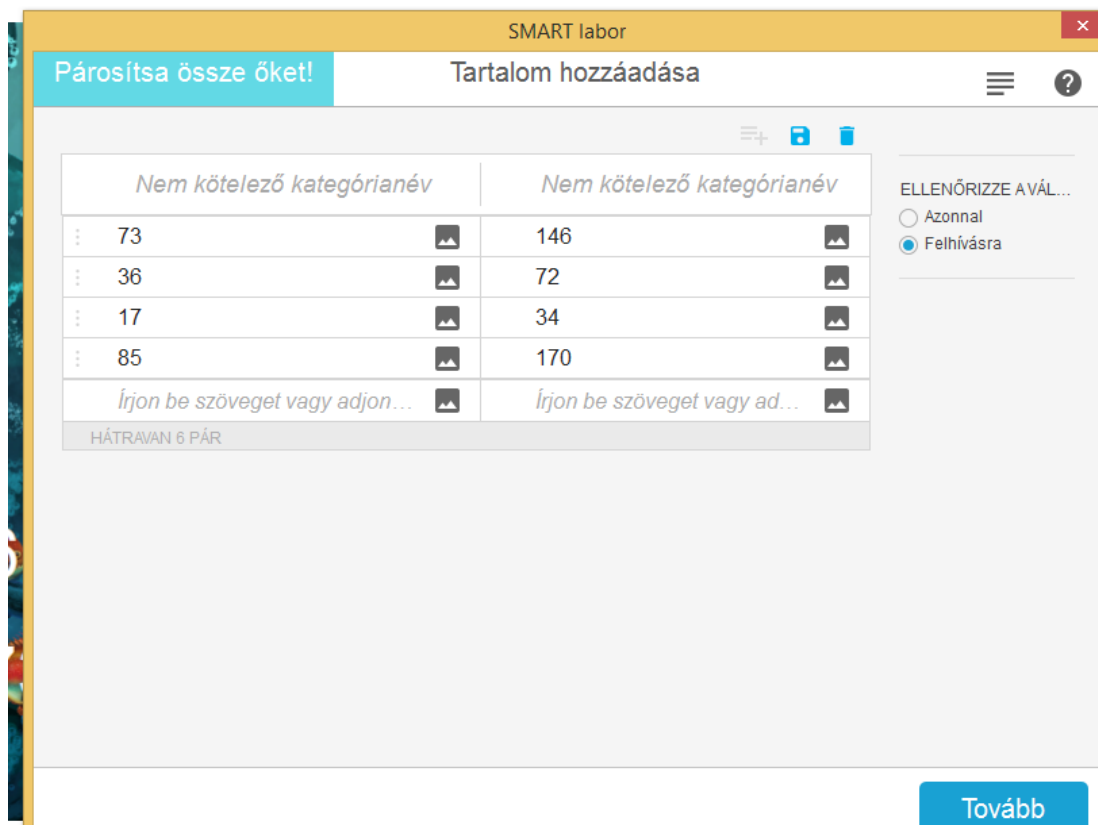 SMART labor
Párosítsa össze őket!
Tartalom hozzáadása
Nem kötelező kategórianév
Nem kötelező kategórianév
73
146
36
72
17
34
85
170
Írjon be szöveget vagy adjon...
Írjon be szöveget vagy ad...
HÁTRAVAN 6 PÁR
ELLENŐRIZZE A VÁL...
Azonnal
Felhívásra
Tovább